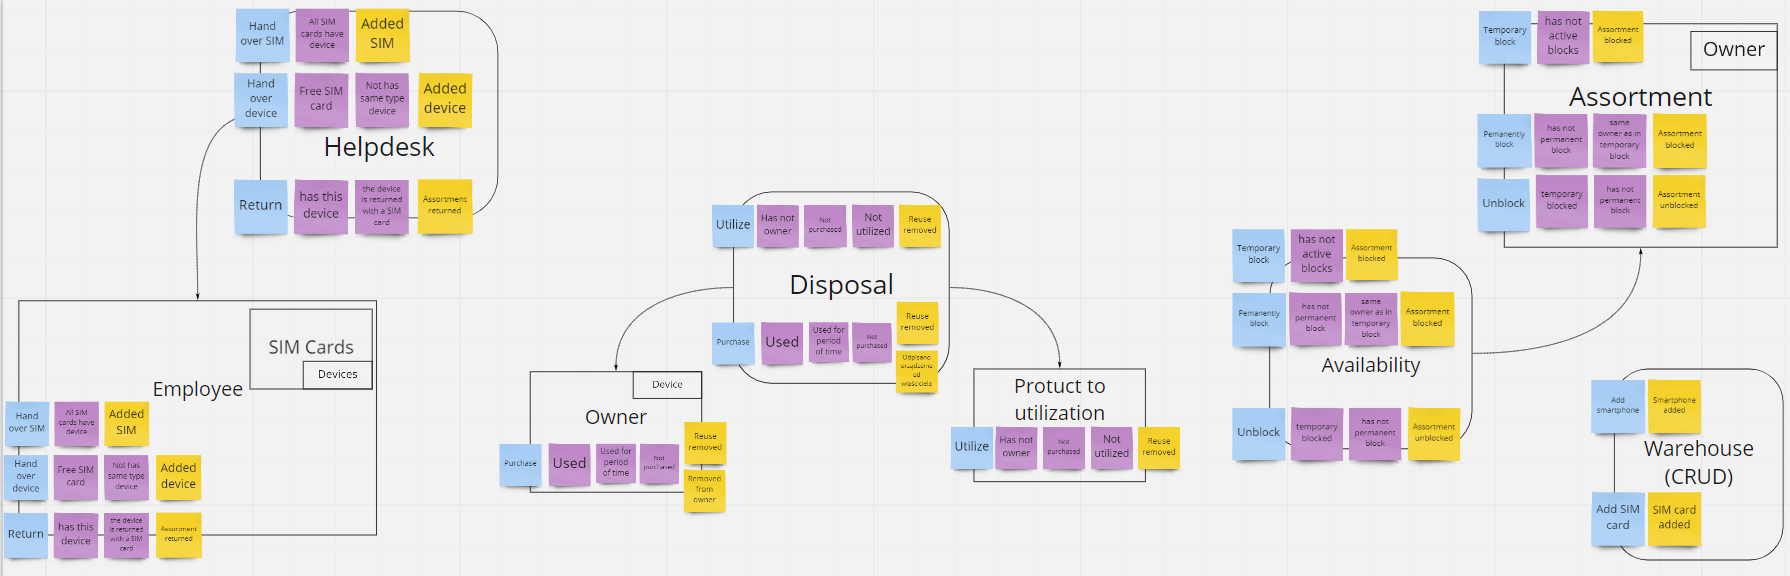 Hand
over SIM
All SIM
cards have
device
Added
SIM
Hand
over
device
Free SIM
card
Not has
same type
device
Added
device
Helpdesk
Return
has this
device
the device
is returned
with a SIM
card
Assortment
returned
SIM Cards
Devices
Employee
Hand
over SIM
All SIM
cards have
device
Added
SIM
Hand
over
device
Free SIM
card
Not has
same type
device
Added
device
Return
has this
device
the device
is returned
with a SIM
card
Assortment
returned
Utilize
Has not
owner
Not
purchased
Not
utilized
Reuse
removed
Disposal
Purchase
Used
Used for
period
of time
Not
purchased
Reuse
removed
Odpisano
urządzenie
od
właściciela
Device
Owner
Purchase
Used
Used for
period
of time
Not
purchased
Reuse
removed
Removed
from
owner
Protuct to
utilization
Utilize
Has not
owner
Not
purchased
Not
utilized
Reuse
removed
Temporary
block
has not
active
blocks
Assortment
blocked
Pemanently
block
has not
permanent
block
same
owner as in
temporary
block
Assortment
blocked
Availability
Unblock
temporary
blocked
has not
permanent
block
Assortment
unblocked
Temporary
block
has not
active
blocks
Assortment
blocked
Owner
Assortment
Pemanently
block
has not
permanent
block
same
owner as in
temporary
block
Assortment
blocked
Unblock
temporary
blocked
has not
permanent
block
Assortment
unblocked
Add
smartphone
Smartphone
added
Warehouse
(CRUD)
Add SIM
card
SIM card
added